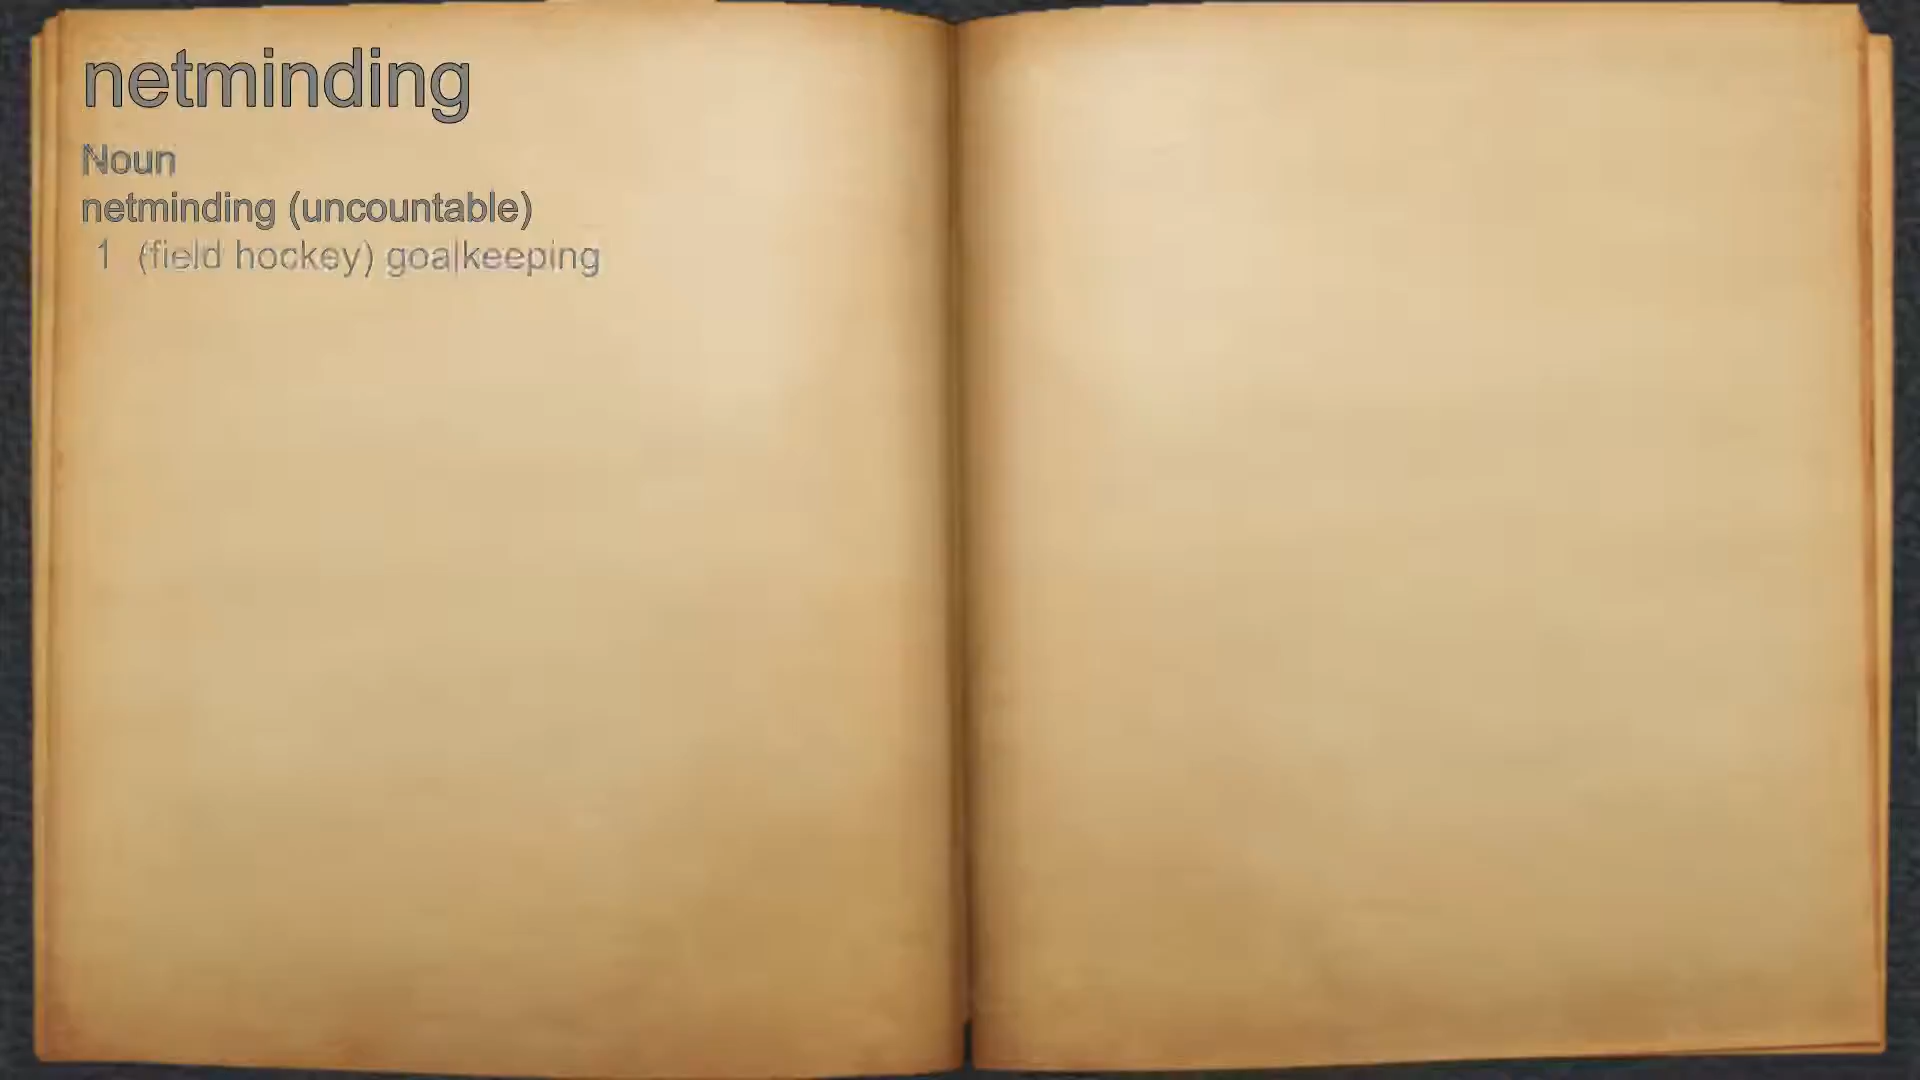 netminding
Noun
netminding (uncountable)
1 (field hockey) goalkeeping